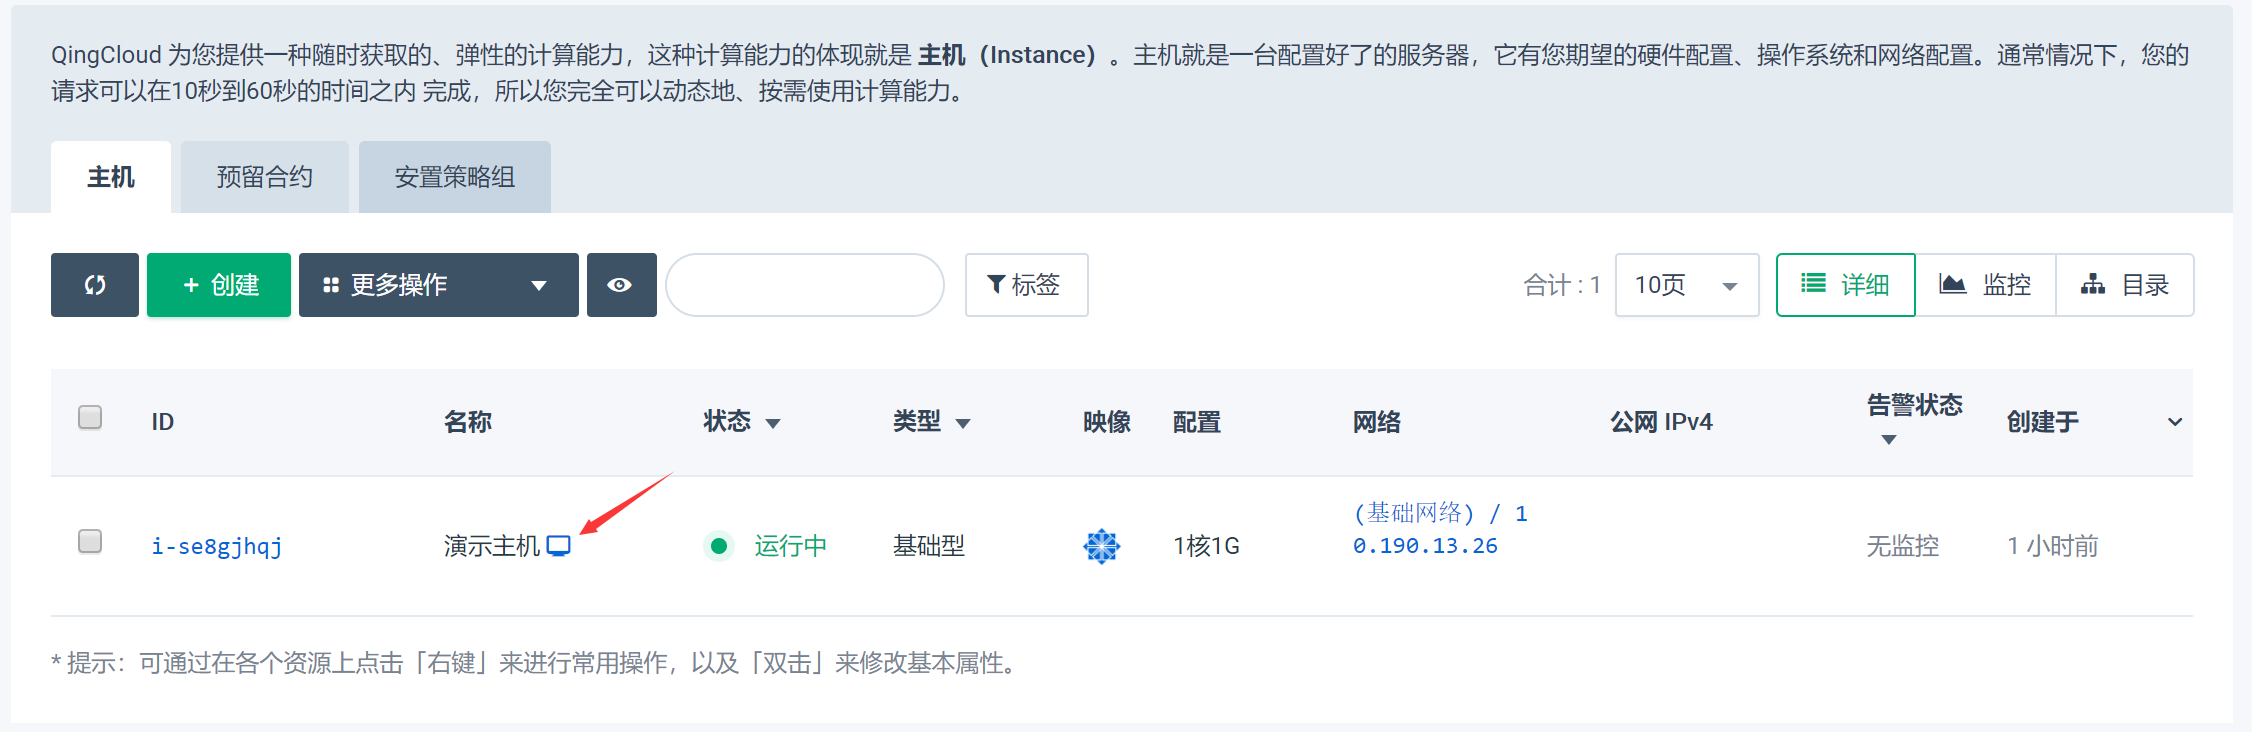 QingCloud 为您提供一种随时获取的、弹性的计算能力，这种计算能力的体现就是 主机（Instance）。主机就是一台配置好了的服务器，它有您期望的硬件配置、操作系统和网络配置。通常情况下，您的
请求可以在10秒到60秒的时间之内 完成，所以您完全可以动态地、按需使用计算能力。
主机 预留合约 安置策略组
+ 创建 更多操作 标签 合计 : 1 10页 详细 监控 目录
ID 名称 状态 类型 映像 配置 网络 公网 IPv4 告警状态 创建于
i-se8gjhqj 演示主机 运行中 基础型 1核1G (基础网络) / 1
0.190.13.26 无监控 1 小时前
* 提示：可通过在各个资源上点击「右键」来进行常用操作，以及「双击」来修改基本属性。